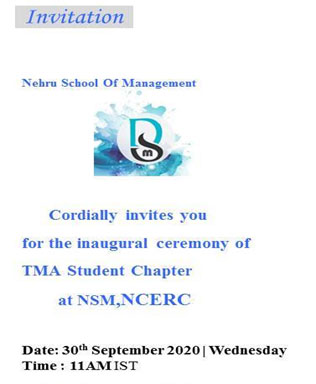 Invitation
Nehru School Of Management
DSm
Cordially invites you
for the inaugural ceremony of
TMA Student Chapter
at NSM,NCERC
Date: 30th September 2020 | Wednesday
Time : 11AM IST